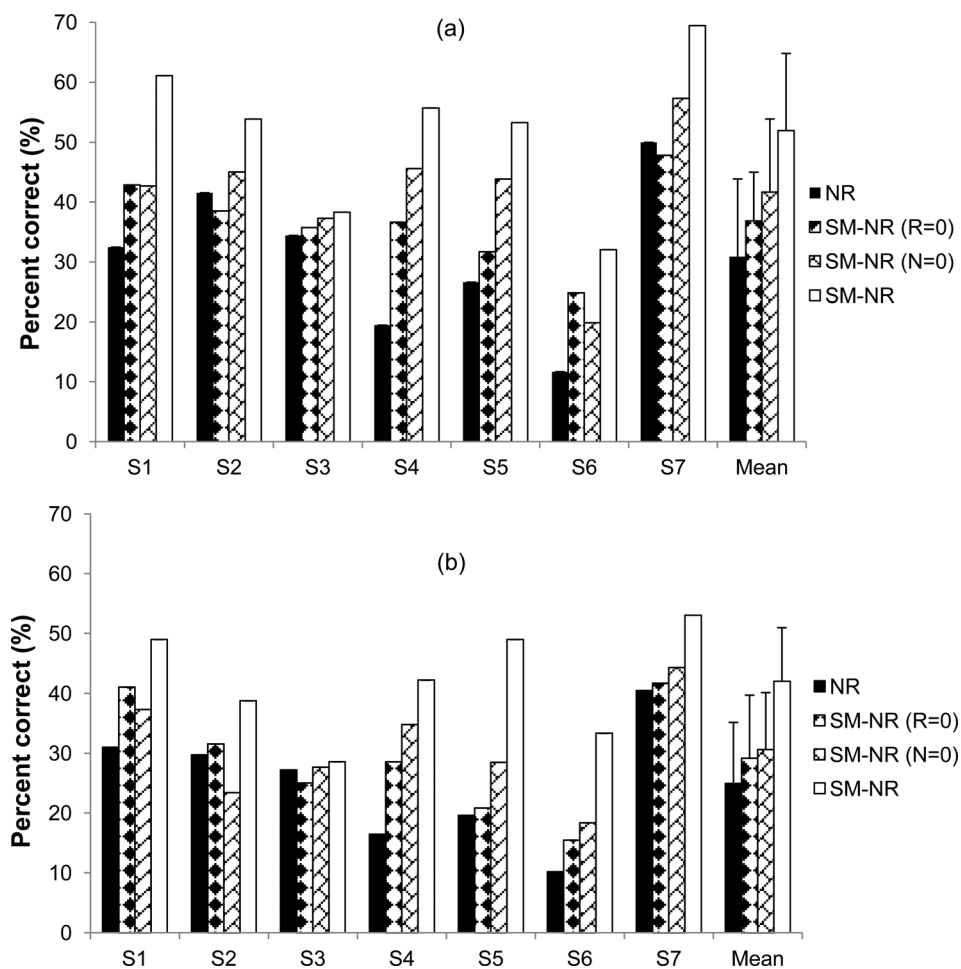 (a)
Percent correct (%)
70
60
50
40
30
20
10
0
S1 S2 S3 S4 S5 S6 S7 Mean
NR
SM-NR (R=0)
SM-NR (N=0)
SM-NR
(b)
Percent correct (%)
70
60
50
40
30
20
10
0
S1 S2 S3 S4 S5 S6 S7 Mean
NR
SM-NR (R=0)
SM-NR (N=0)
SM-NR